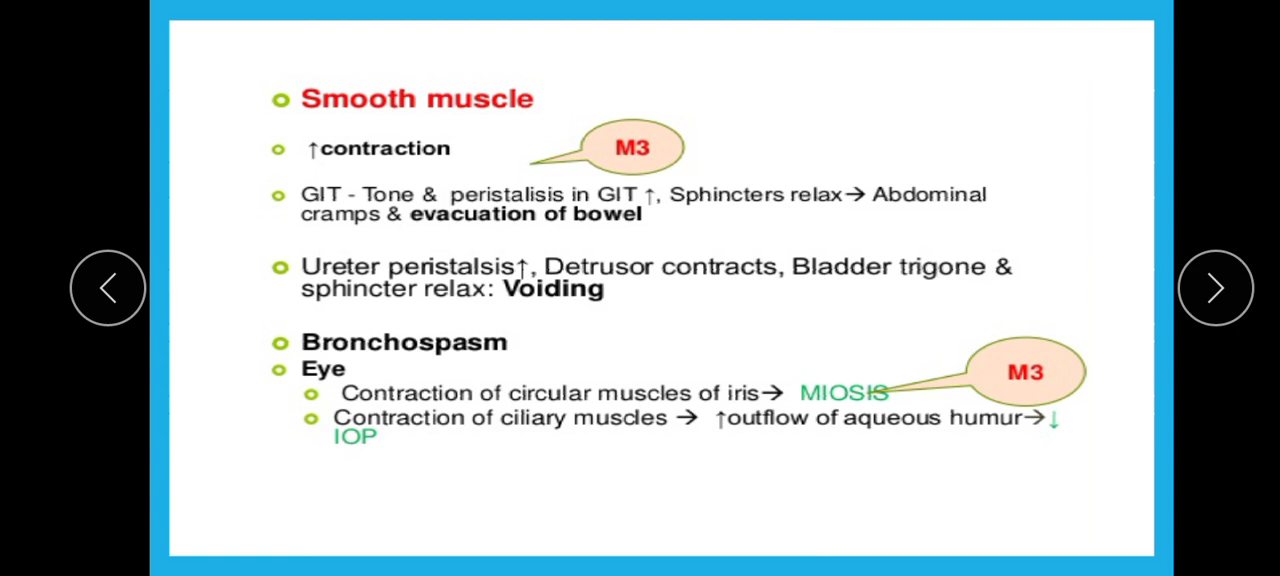 Smooth muscle
↑contraction
M3
GIT - Tone & peristalisis in GIT ↑, Sphincters relax→ Abdominal
cramps & evacuation of bowel
Ureter peristalsis↑, Detrusor contracts, Bladder trigone &
sphincter relax: Voiding
Bronchospasm
Eye
M3
Contraction of circular muscles of iris→ MIOSIS
Contraction of ciliary muscles → ↑outflow of aqueous humur→↓
IOP